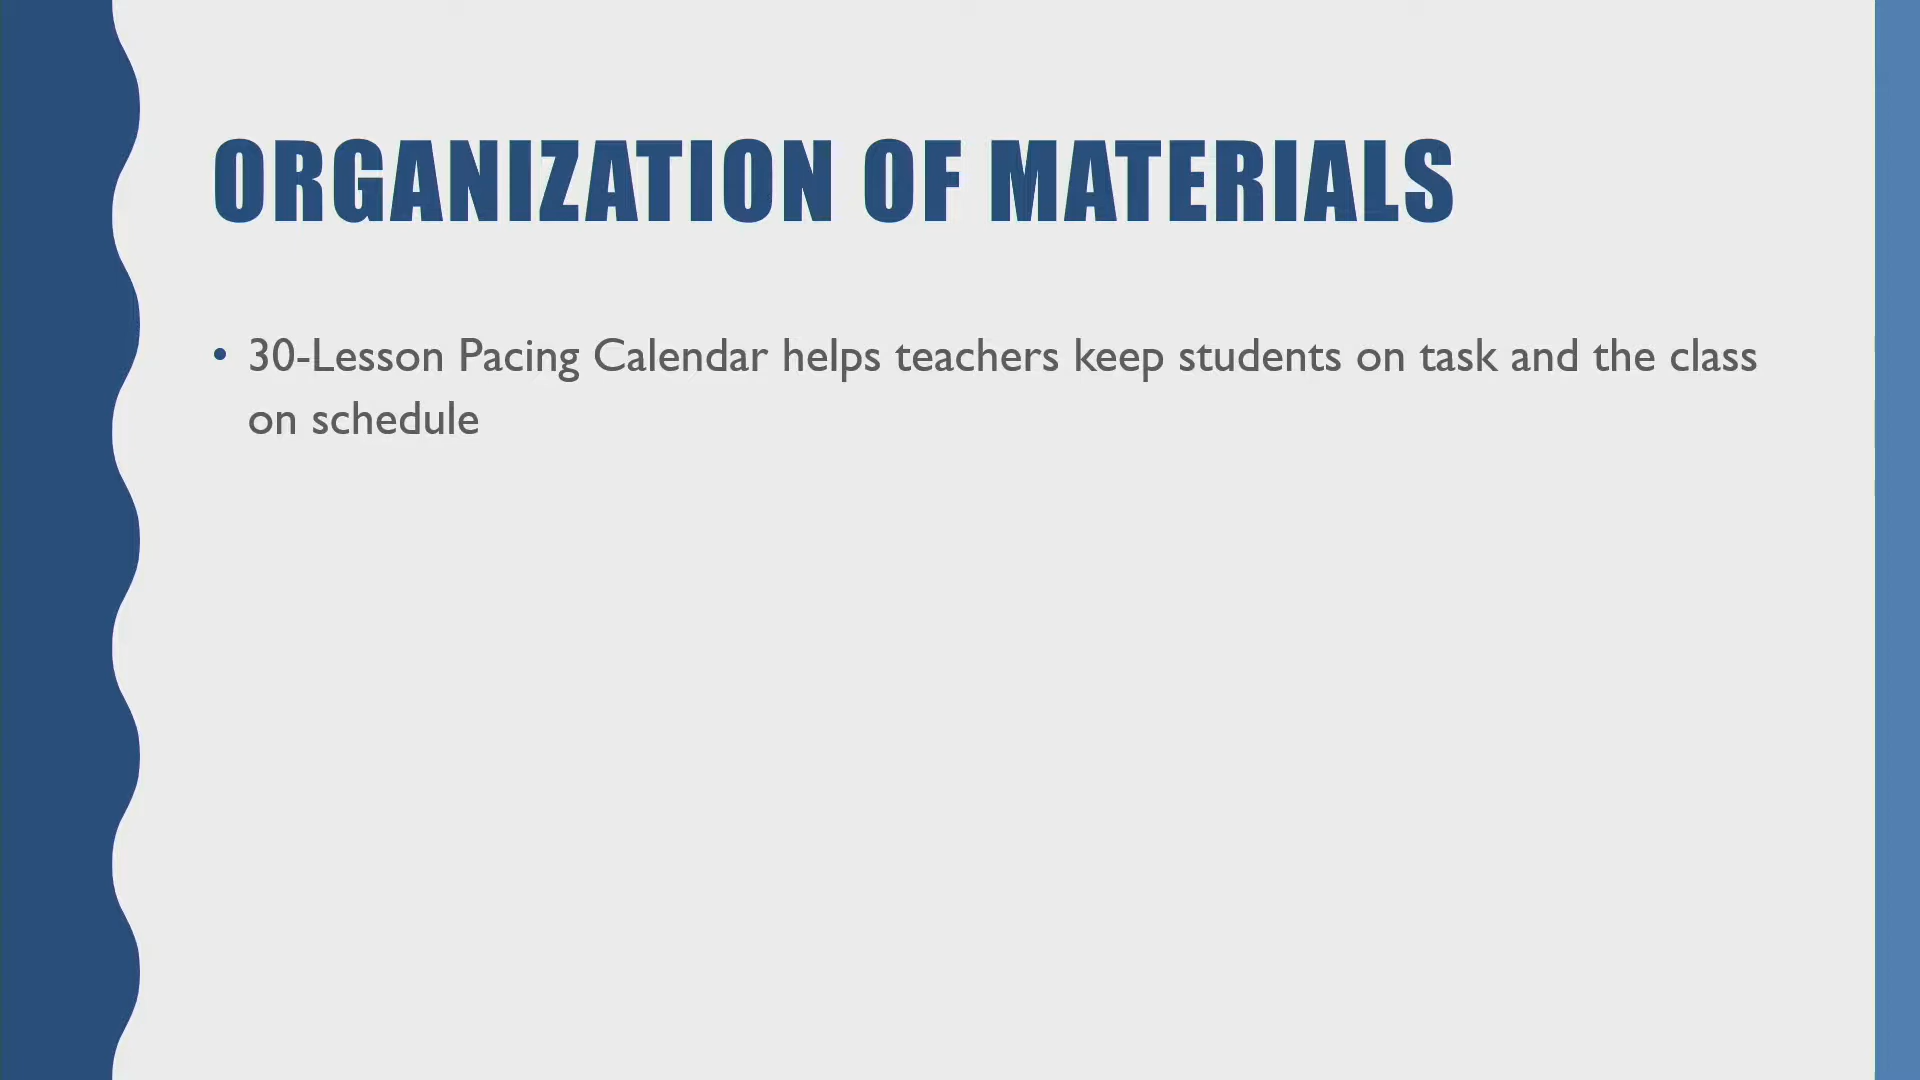 ORGANIZATION OF MATERIALS
• 30-Lesson Pacing Calendar helps teachers keep students on task and the class
on schedule